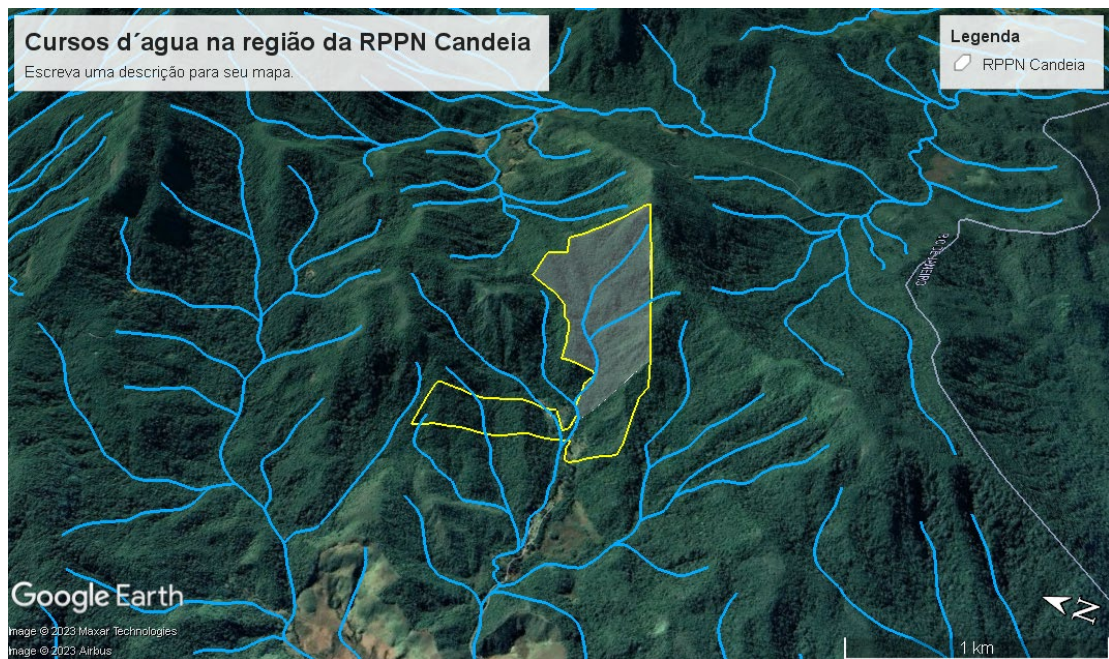 Cursos d´agua na região da RPPN Candeia
Escreva uma descrição para seu mapa.
Legenda
RPPN Candeia
Google Earth
Image © 2023 Maxar Technologies
Image © 2023 Airbus
N
1 km